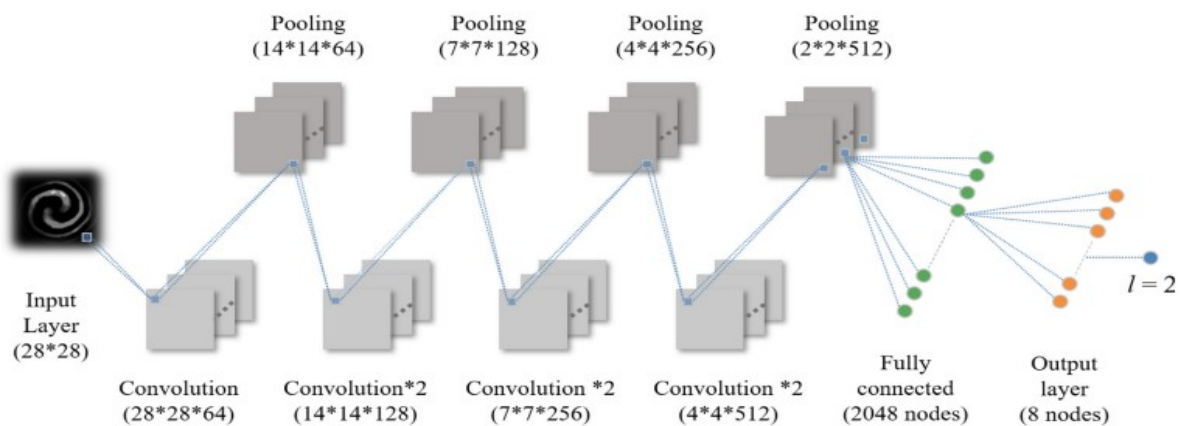 Pooling
(14*14*64)
Pooling
(7*7*128)
Pooling
(4*4*256)
Pooling
(2*2*512)
Input
Layer
(28*28)
Convolution
(28*28*64)
Convolution*2
(14*14*128)
Convolution *2
(7*7*256)
Convolution *2
(4*4*512)
Fully
connected
(2048 nodes)
Output
layer
(8 nodes)
l = 2